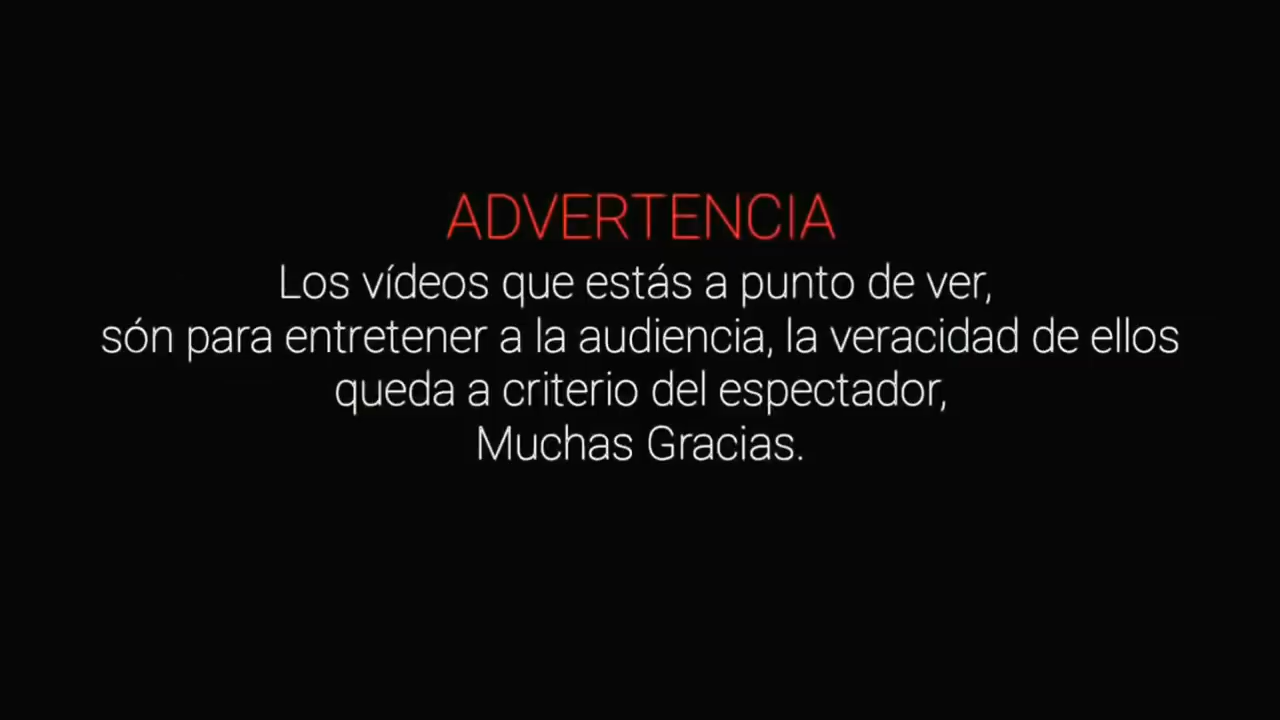 ADVERTENCIA
Los vídeos que estás a punto de ver,
són para entretener a la audiencia, la veracidad de ellos
queda a criterio del espectador,
Muchas Gracias.